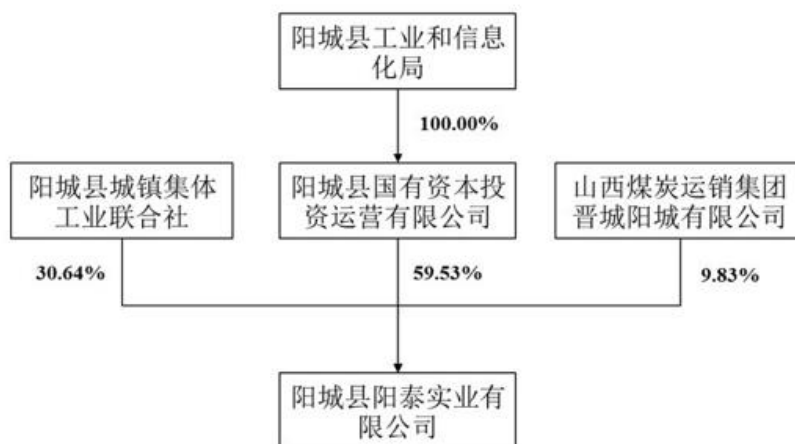 阳城县工业和信息
化局
100.00%
阳城县城镇集体
工业联合社
阳城县国有资本投
资运营有限公司
山西煤炭运销集团
晋城阳城有限公司
30.64%
59.53%
9.83%
阳城县阳泰实业有
限公司